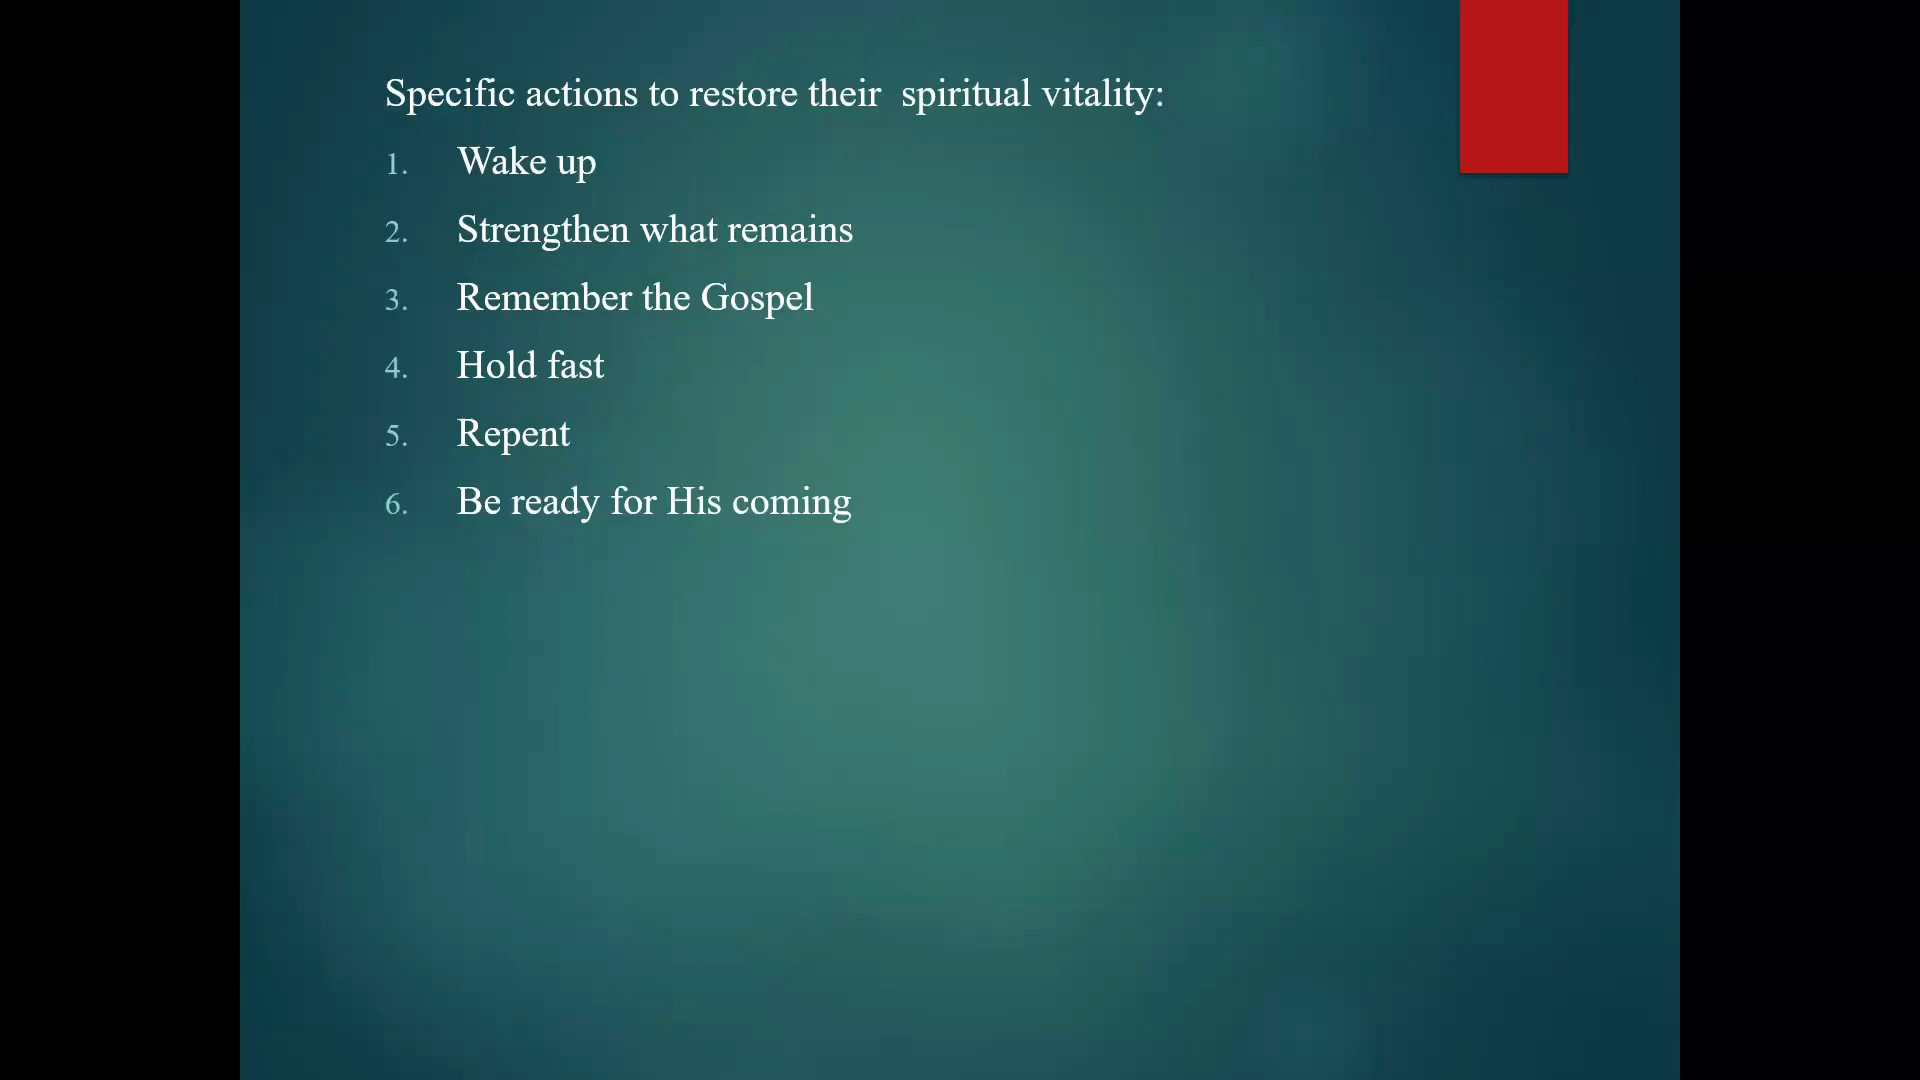 Specific actions to restore their  spiritual vitality:
1. Wake up
2. Strengthen what remains
3. Remember the Gospel
4. Hold fast
5. Repent
6. Be ready for His coming